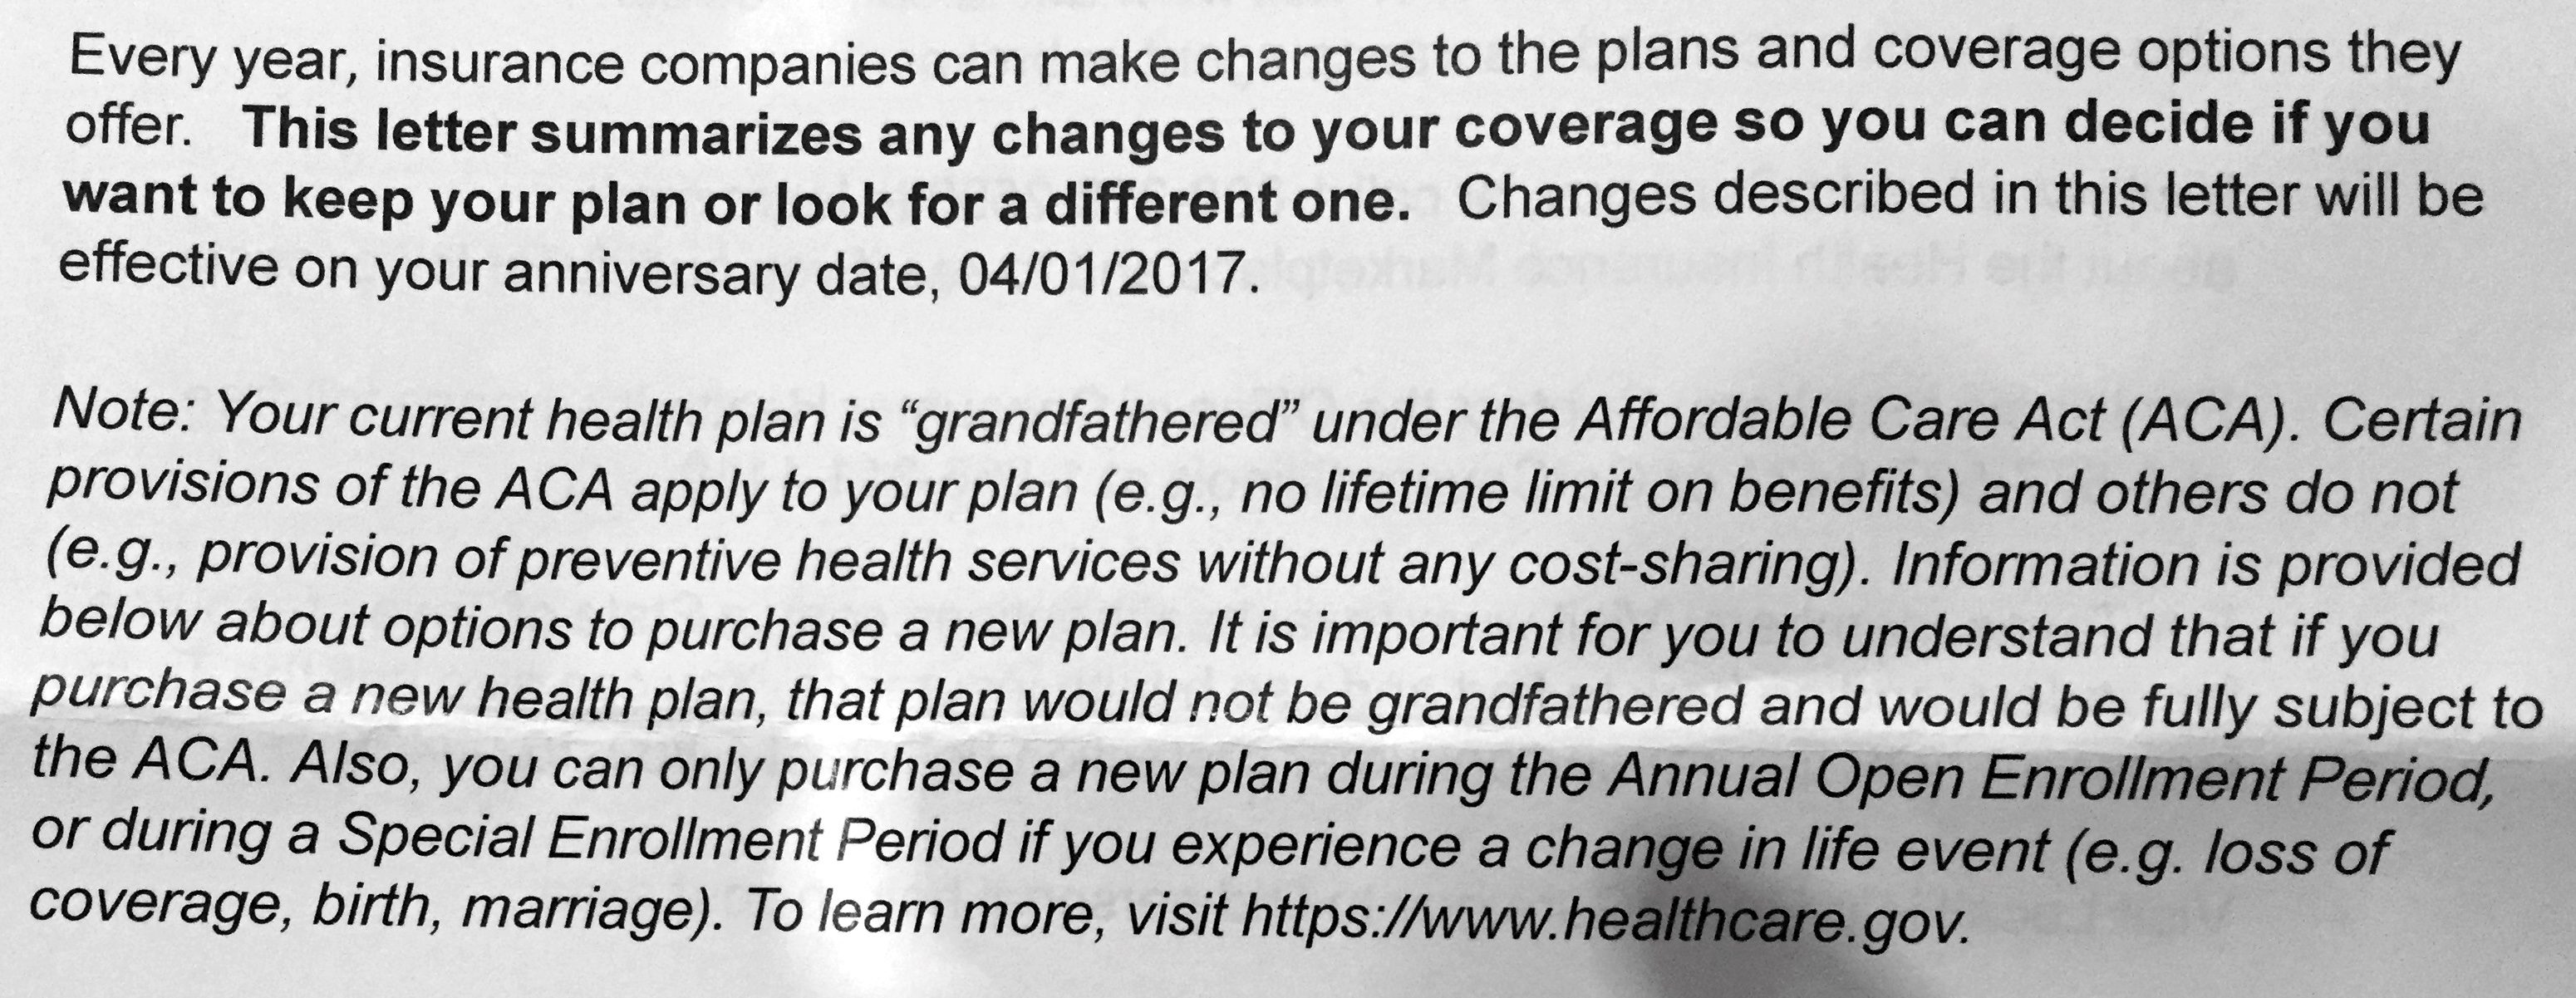 Every year, insurance companies can make changes to the plans and coverage options they
offer. This letter summarizes any changes to your coverage so you can decide if you
want to keep your plan or look for a different one. Changes described in this letter will be
effective on your anniversary date, 04/01/2017.
Note: Your current health plan is “grandfathered” under the Affordable Care Act (ACA). Certain
provisions of the ACA apply to your plan (e.g., no lifetime limit on benefits) and others do not
(e.g., provision of preventive health services without any cost-sharing). Information is provided
below about options to purchase a new plan. It is important for you to understand that if you
purchase a new health plan, that plan would not be grandfathered and would be fully subject to
the ACA. Also, you can only purchase a new plan during the Annual Open Enrollment Period,
or during a Special Enrollment Period if you experience a change in life event (e.g. loss of
coverage, birth, marriage). To learn more, visit https://www.healthcare.gov.